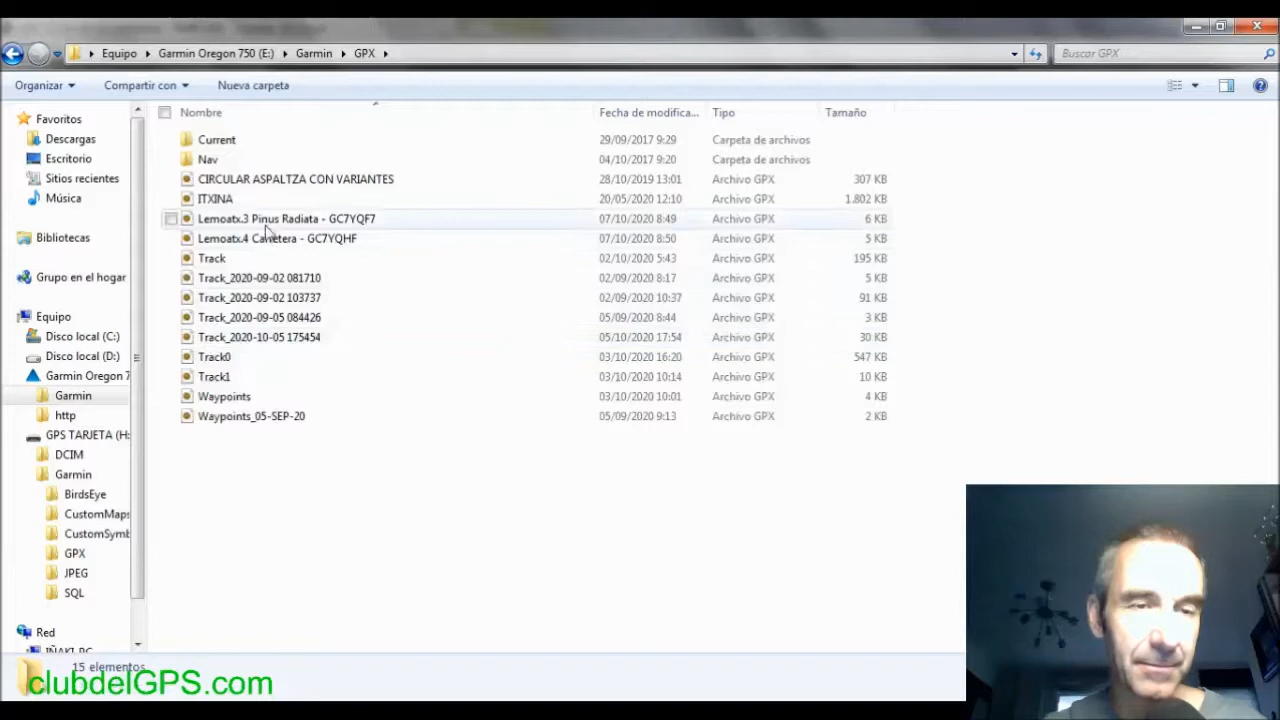 Equipo ▸ Garmin Oregon 750 (E:) ▸ Garmin ▸ GPX ▸
Buscar GPX
Organizar ▾ Compartir con ▾ Nueva carpeta
Favoritos
Descargas
Escritorio
Sitios recientes
Música
Bibliotecas
Grupo en el hogar
Equipo
Disco local (C:)
Disco local (D:)
Garmin Oregon 7
Garmin
http
GPS TARJETA (H:
DCIM
Garmin
BirdsEye
CustomMaps
CustomSymb
GPX
JPEG
SQL
Red
IÑAKI-PC
Nombre Fecha de modifica... Tipo Tamaño
Current 29/09/2017 9:29 Carpeta de archivos
Nav 04/10/2017 9:20 Carpeta de archivos
CIRCULAR ASPALTZA CON VARIANTES 28/10/2019 13:01 Archivo GPX 307 KB
ITXINA 20/05/2020 12:10 Archivo GPX 1.802 KB
Lemoatx.3 Pinus Radiata - GC7YQF7 07/10/2020 8:49 Archivo GPX 6 KB
Lemoatx.4 Carretera - GC7YQHF 07/10/2020 8:50 Archivo GPX 5 KB
Track 02/10/2020 5:43 Archivo GPX 195 KB
Track_2020-09-02 081710 02/09/2020 8:17 Archivo GPX 5 KB
Track_2020-09-02 103737 02/09/2020 10:37 Archivo GPX 91 KB
Track_2020-09-05 084426 05/09/2020 8:44 Archivo GPX 3 KB
Track_2020-10-05 175454 05/10/2020 17:54 Archivo GPX 30 KB
Track0 03/10/2020 16:20 Archivo GPX 547 KB
Track1 03/10/2020 10:14 Archivo GPX 10 KB
Waypoints 03/10/2020 10:01 Archivo GPX 4 KB
Waypoints_05-SEP-20 05/09/2020 9:13 Archivo GPX 2 KB
15 elementos
clubdelGPS.com